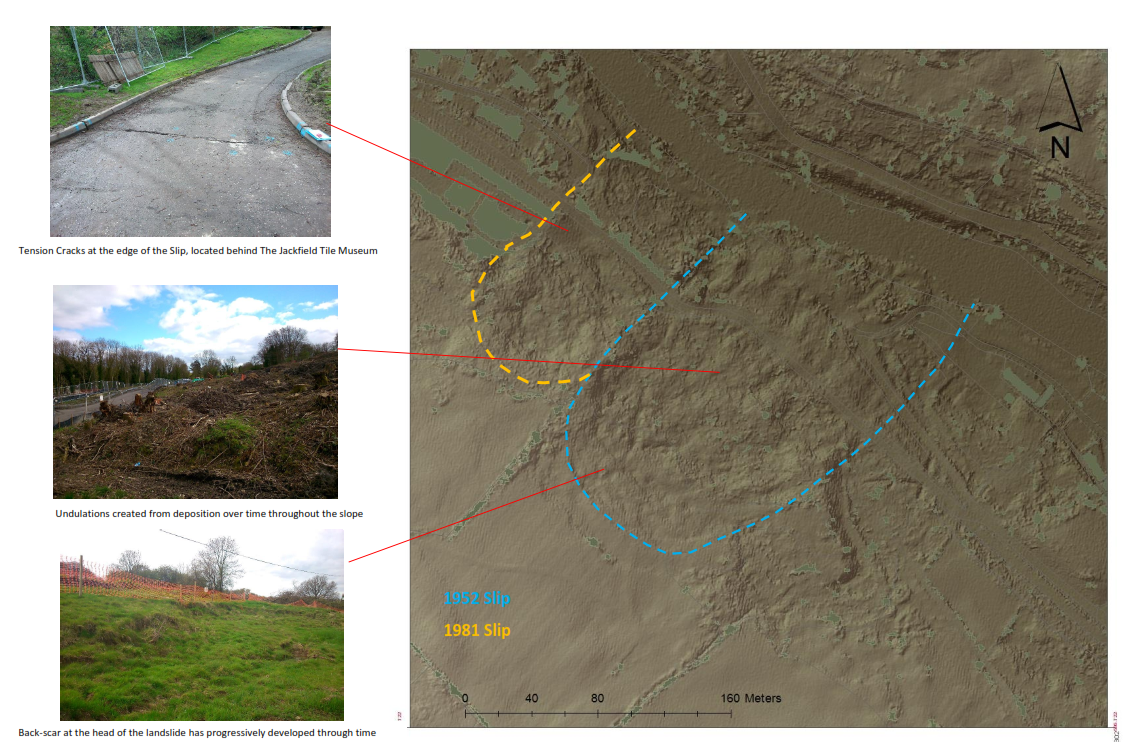 Tension Cracks at the edge of the Slip, located behind The Jackfield Tile Museum
Undulations created from deposition over time throughout the slope
Back-scar at the head of the landslide has progressively developed through time
N
1952 Slip
1981 Slip
0 40 80 160 Meters